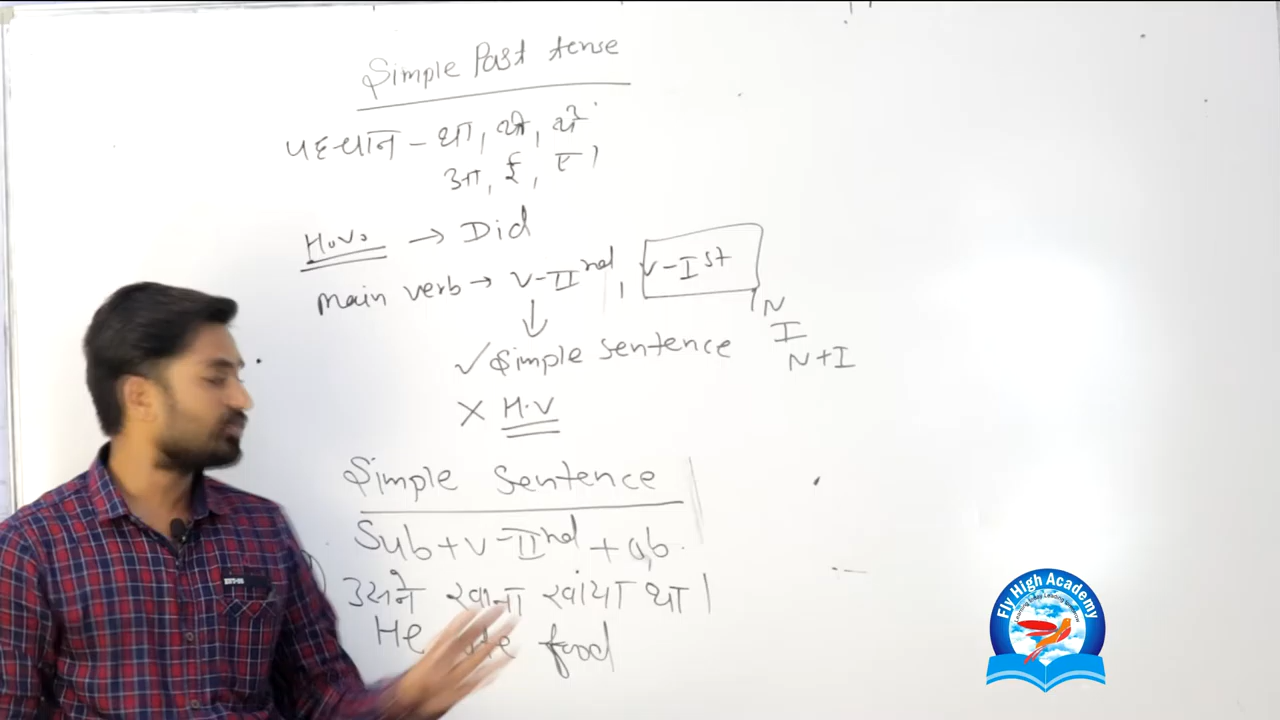 Simple Past tense
पहचान - था, थी, थे
आ, ई, ए।
H.V. → Did
Main verb → V-IInd, V-Ist
N
I
N+I
✓ Simple sentence
× H.V
Simple Sentence
Sub+V-IInd+ob.
उसने खाना खाया था।
He food
Fly High Academy